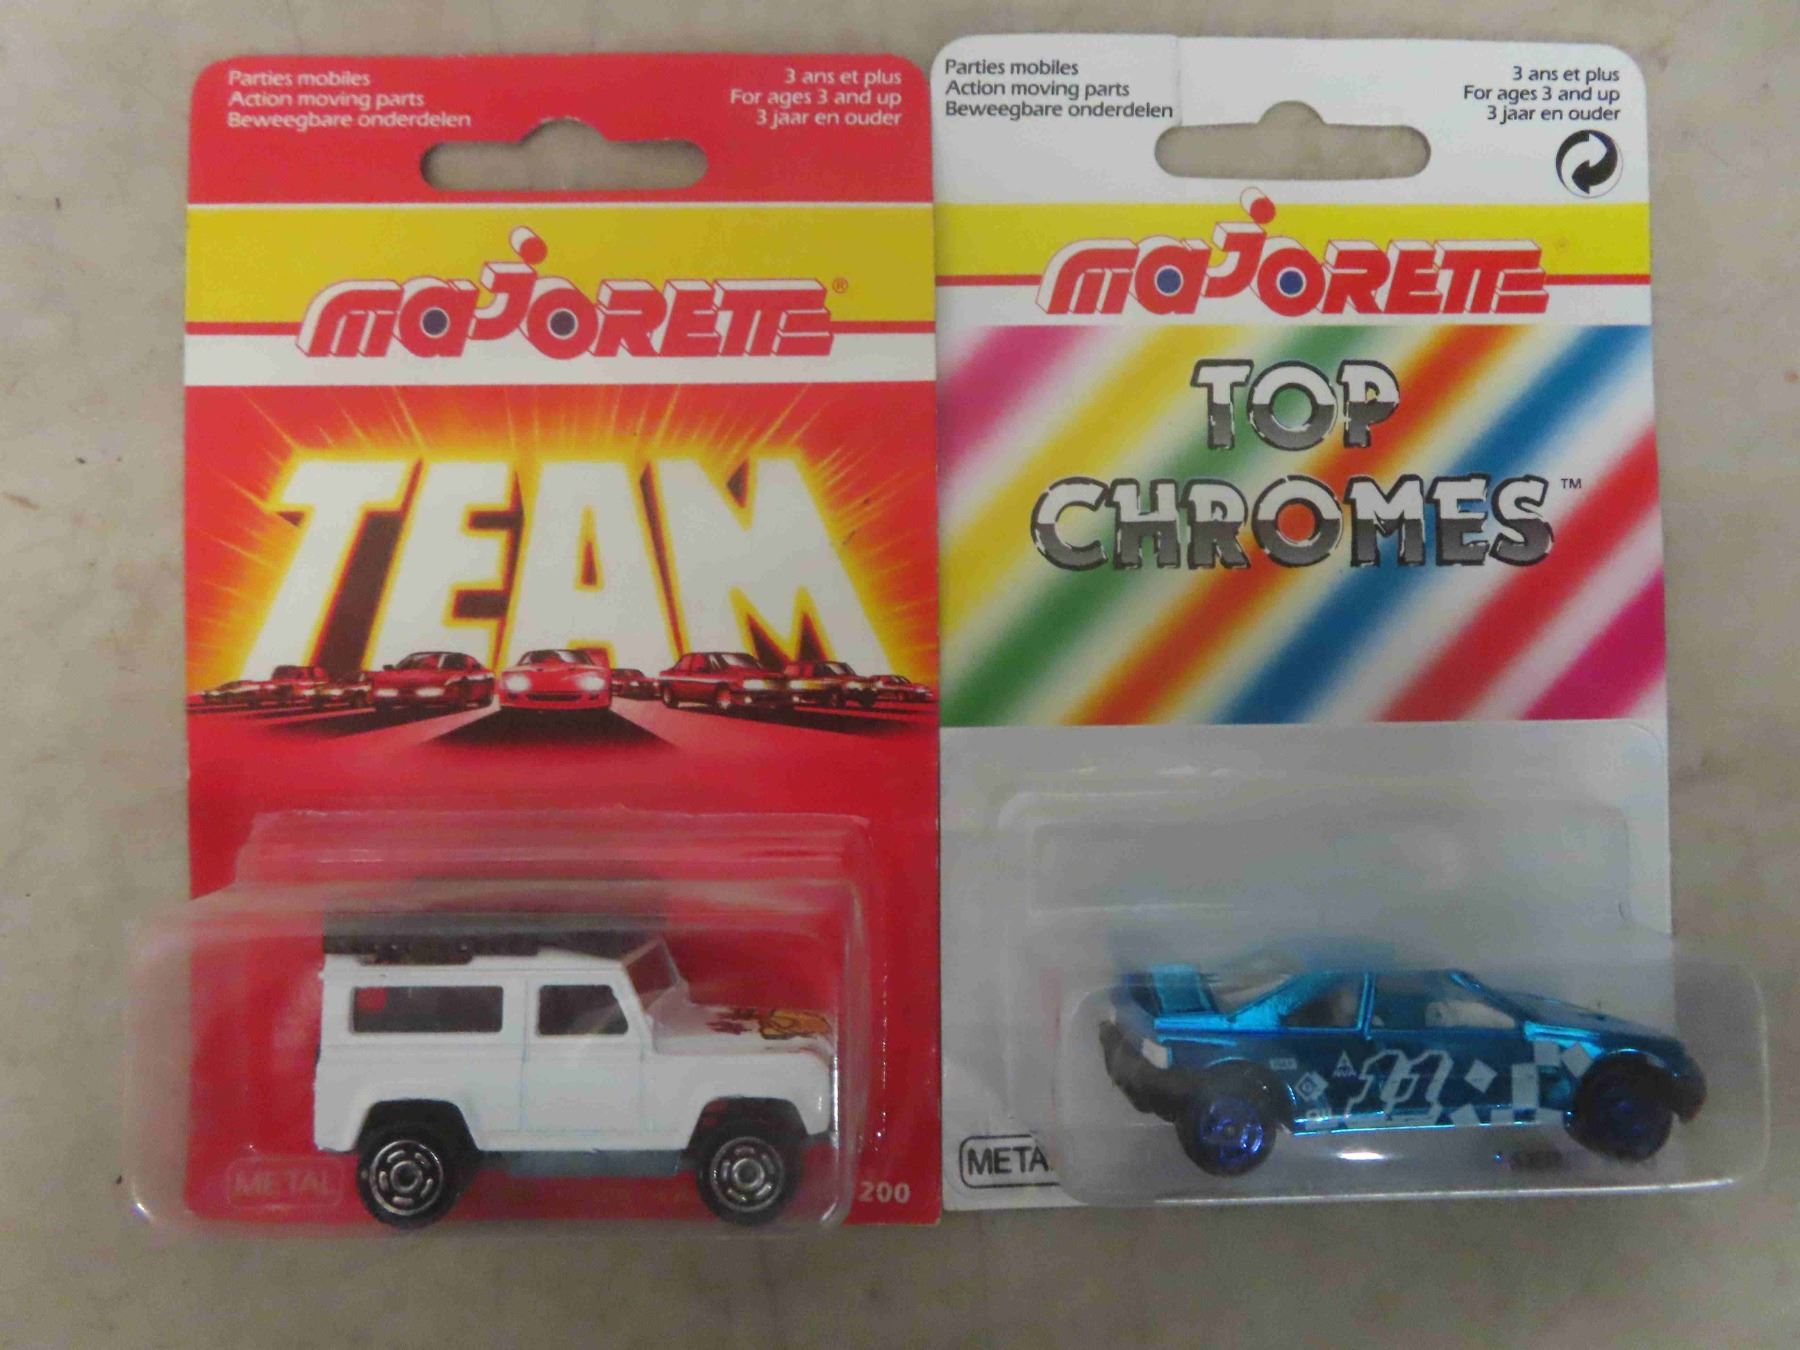 Parties mobiles
Action moving parts
Beweegbare onderdelen
3 ans et plus
For ages 3 and up
3 jaar en ouder
MAJORETTE®
TEAM
METAL
200
Parties mobiles
Action moving parts
Beweegbare onderdelen
3 ans et plus
For ages 3 and up
3 jaar en ouder
MAJORETTE
TOP
CHROMES™
11
META